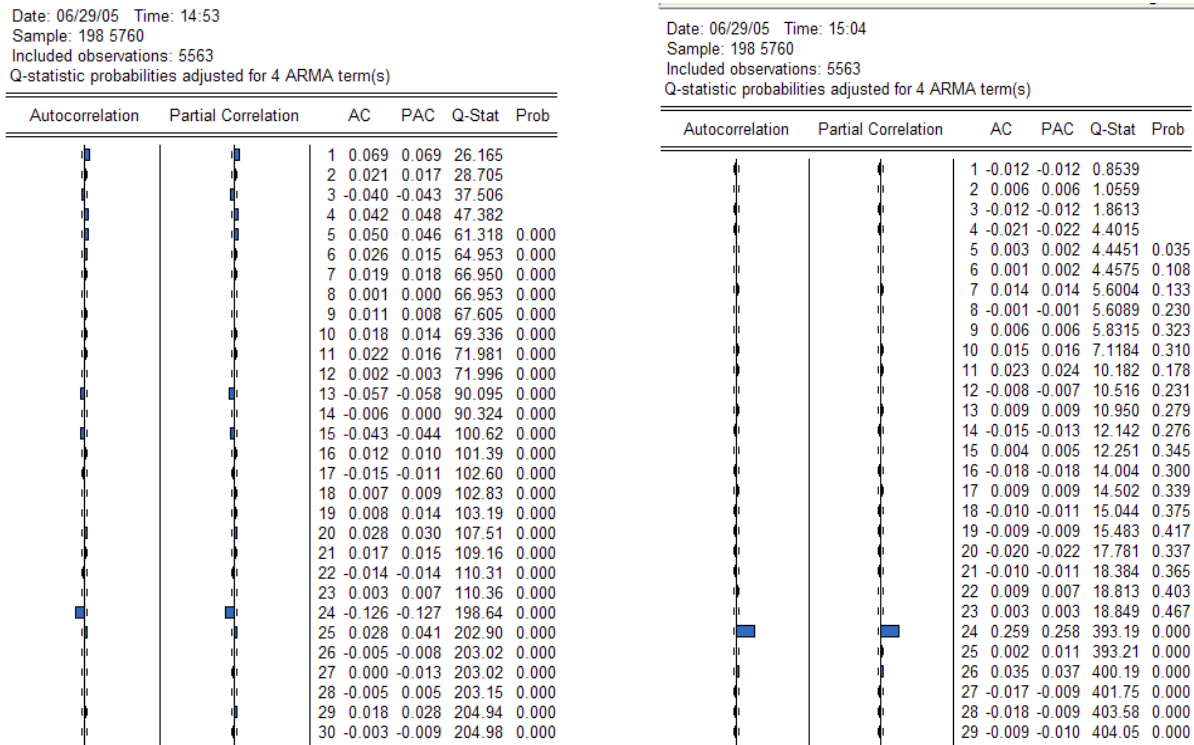 Date: 06/29/05 Time: 14:53
Sample: 198 5760
Included observations: 5563
Q-statistic probabilities adjusted for 4 ARMA term(s)
Autocorrelation Partial Correlation AC PAC Q-Stat Prob
1 0.069 0.069 26.165
2 0.021 0.017 28.705
3 -0.040 -0.043 37.506
4 0.042 0.048 47.382
5 0.050 0.046 61.318 0.000
6 0.026 0.015 64.953 0.000
7 0.019 0.018 66.950 0.000
8 0.001 0.000 66.953 0.000
9 0.011 0.008 67.605 0.000
10 0.018 0.014 69.336 0.000
11 0.022 0.016 71.981 0.000
12 0.002 -0.003 71.996 0.000
13 -0.057 -0.058 90.095 0.000
14 -0.006 0.000 90.324 0.000
15 -0.043 -0.044 100.62 0.000
16 0.012 0.010 101.39 0.000
17 -0.015 -0.011 102.60 0.000
18 0.007 0.009 102.83 0.000
19 0.008 0.014 103.19 0.000
20 0.028 0.030 107.51 0.000
21 0.017 0.015 109.16 0.000
22 -0.014 -0.014 110.31 0.000
23 0.003 0.007 110.36 0.000
24 -0.126 -0.127 198.64 0.000
25 0.028 0.041 202.90 0.000
26 -0.005 -0.008 203.02 0.000
27 0.000 -0.013 203.02 0.000
28 -0.005 0.005 203.15 0.000
29 0.018 0.028 204.94 0.000
30 -0.003 -0.009 204.98 0.000
Date: 06/29/05 Time: 15:04
Sample: 198 5760
Included observations: 5563
Q-statistic probabilities adjusted for 4 ARMA term(s)
Autocorrelation Partial Correlation AC PAC Q-Stat Prob
1 -0.012 -0.012 0.8539
2 0.006 0.006 1.0559
3 -0.012 -0.012 1.8613
4 -0.021 -0.022 4.4015
5 0.003 0.002 4.4451 0.035
6 0.001 0.002 4.4575 0.108
7 0.014 0.014 5.6004 0.133
8 -0.001 -0.001 5.6089 0.230
9 0.006 0.006 5.8315 0.323
10 0.015 0.016 7.1184 0.310
11 0.023 0.024 10.182 0.178
12 -0.008 -0.007 10.516 0.231
13 0.009 0.009 10.950 0.279
14 -0.015 -0.013 12.142 0.276
15 0.004 0.005 12.251 0.345
16 -0.018 -0.018 14.004 0.300
17 0.009 0.009 14.502 0.339
18 -0.010 -0.011 15.044 0.375
19 -0.009 -0.009 15.483 0.417
20 -0.020 -0.022 17.781 0.337
21 -0.010 -0.011 18.384 0.365
22 0.009 0.007 18.813 0.403
23 0.003 0.003 18.849 0.467
24 0.259 0.258 393.19 0.000
25 0.002 0.011 393.21 0.000
26 0.035 0.037 400.19 0.000
27 -0.017 -0.009 401.75 0.000
28 -0.018 -0.009 403.58 0.000
29 -0.009 -0.010 404.05 0.000